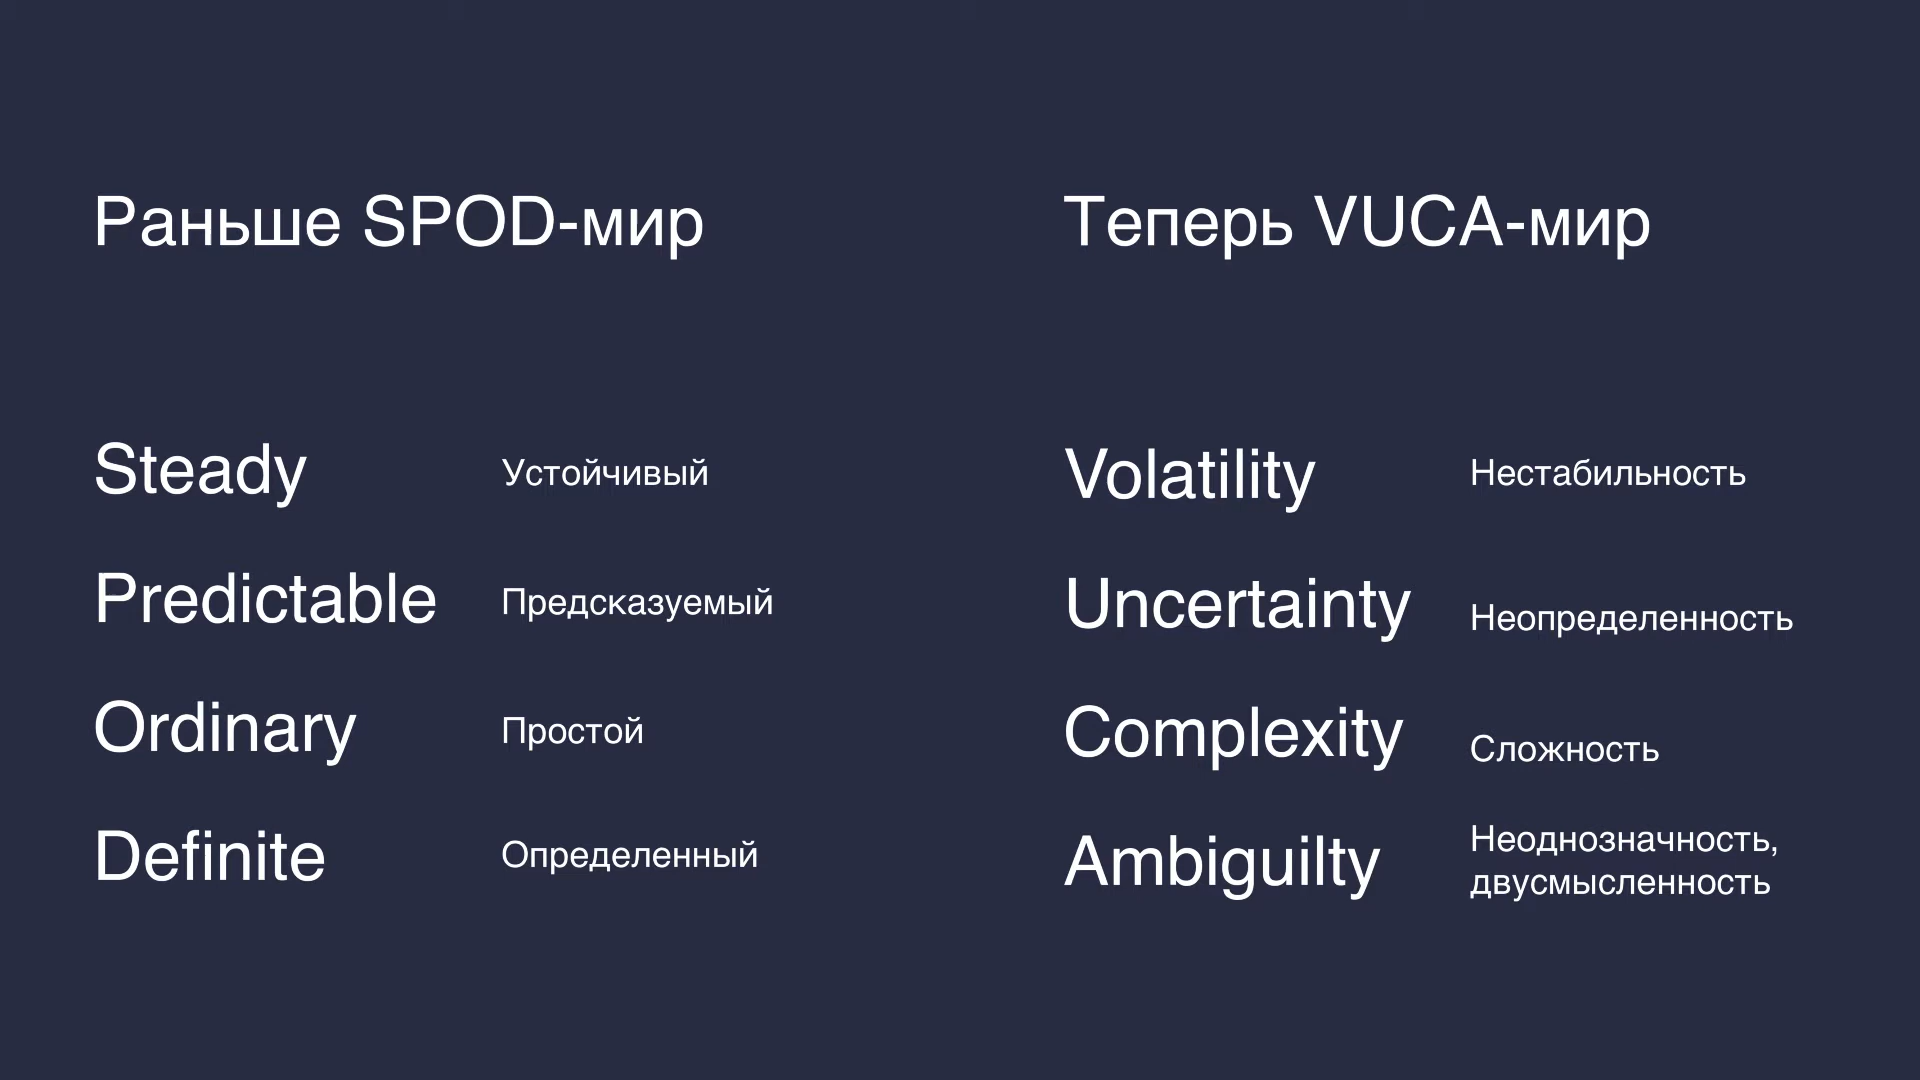 Раньше SPOD-мир
Steady Устойчивый
Predictable Предсказуемый
Ordinary Простой
Definite Определенный
Теперь VUCA-мир
Volatility Нестабильность
Uncertainty Неопределенность
Complexity Сложность
Ambiguilty Неоднозначность,
двусмысленность